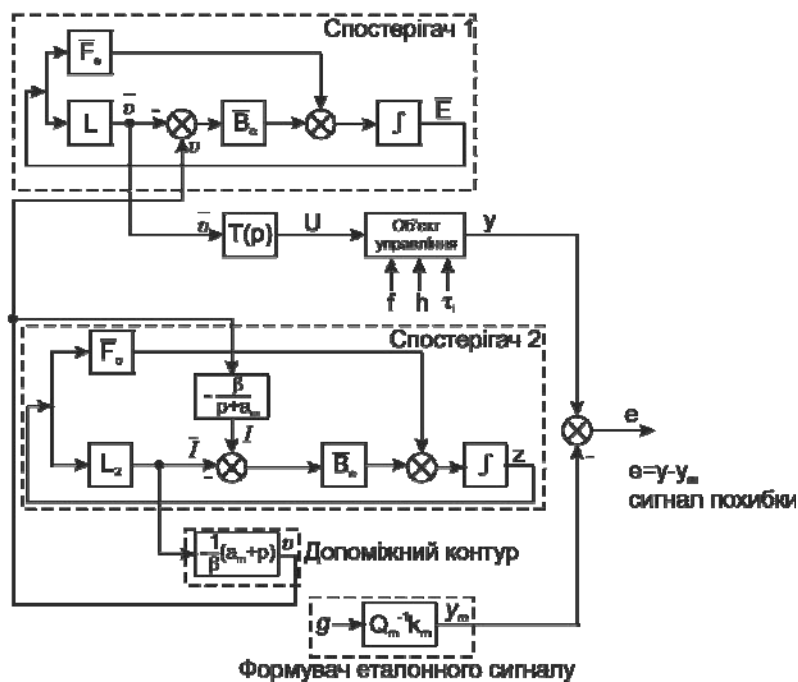 Спостерігач 1
F̅ₑ
L
ῡ
-
υ
B̅ₑ
∫
E̅
ῡ
T(p)
U
Об'єкт
управління
y
f h τᵢ
Спостерігач 2
F̅ᵥ
-β/(p+aₘ)
I
L₂
I̅
-
B̅ₑ
∫
z
e
-
e=y-yₘ
сигнал похибки
-1/β(aₘ+p)
υ
Допоміжний контур
g
Qₘ⁻¹kₘ
yₘ
Формувач еталонного сигналу